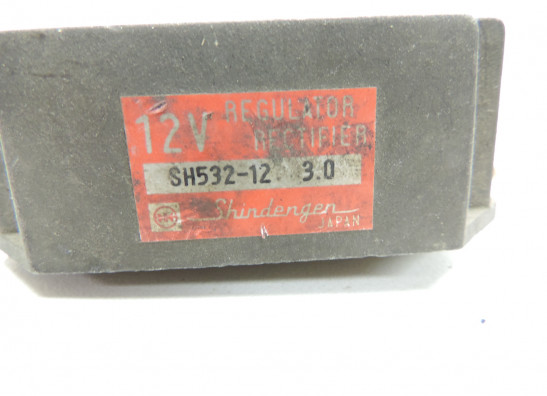 12V REGULATOR
RECTIFIER
SH532-12 3.0
Shindengen
JAPAN